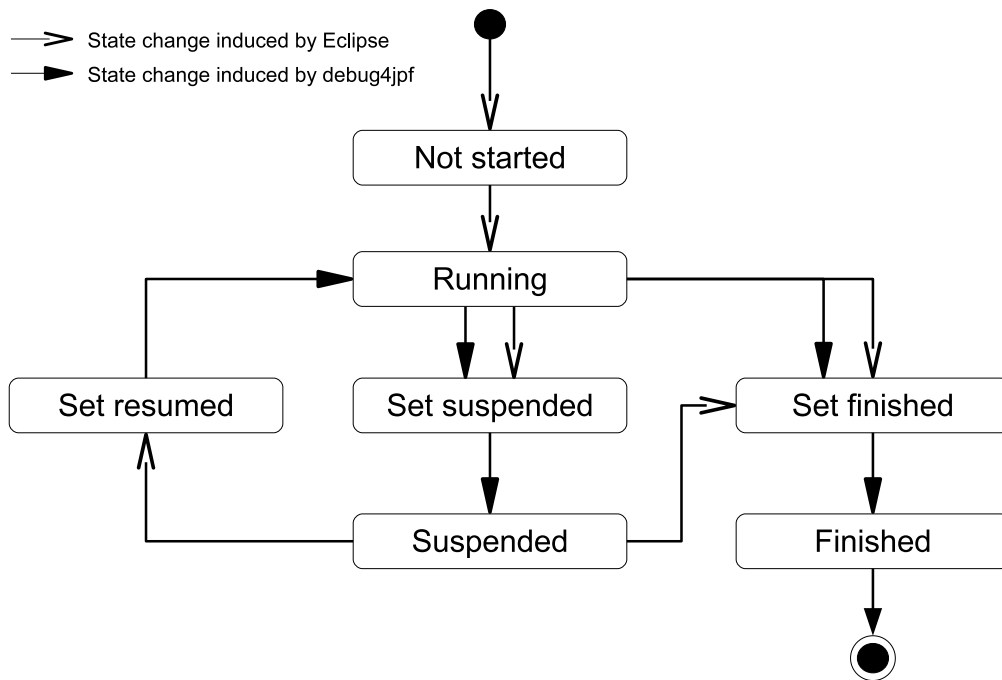 State change induced by Eclipse
State change induced by debug4jpf
Not started
Running
Set resumed
Set suspended
Set finished
Suspended
Finished